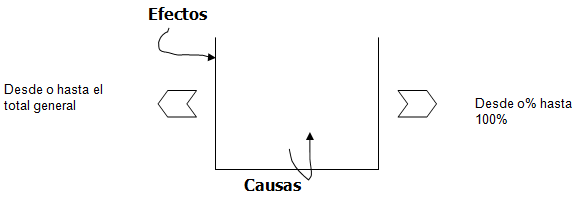 Efectos
Desde o hasta el
total general
Desde o% hasta
100%
Causas